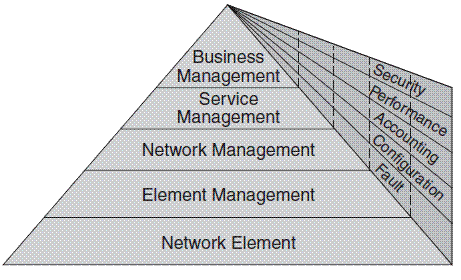 Business
Management
Service
Management
Network Management
Element Management
Network Element
Security
Performance
Accounting
Configuration
Fault